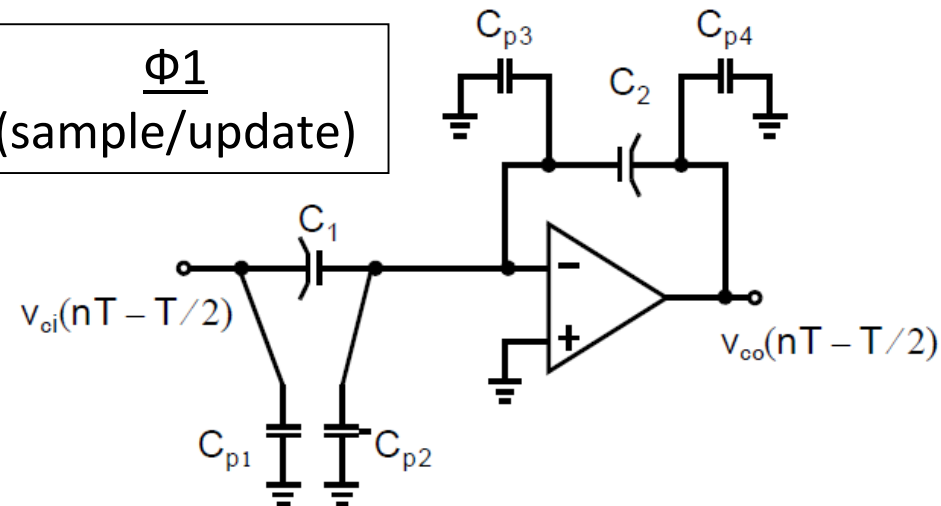 Φ1
(sample/update)
Cp3
Cp4
C2
C1
vci(nT − T/2)
−
+
vco(nT − T/2)
Cp1
Cp2